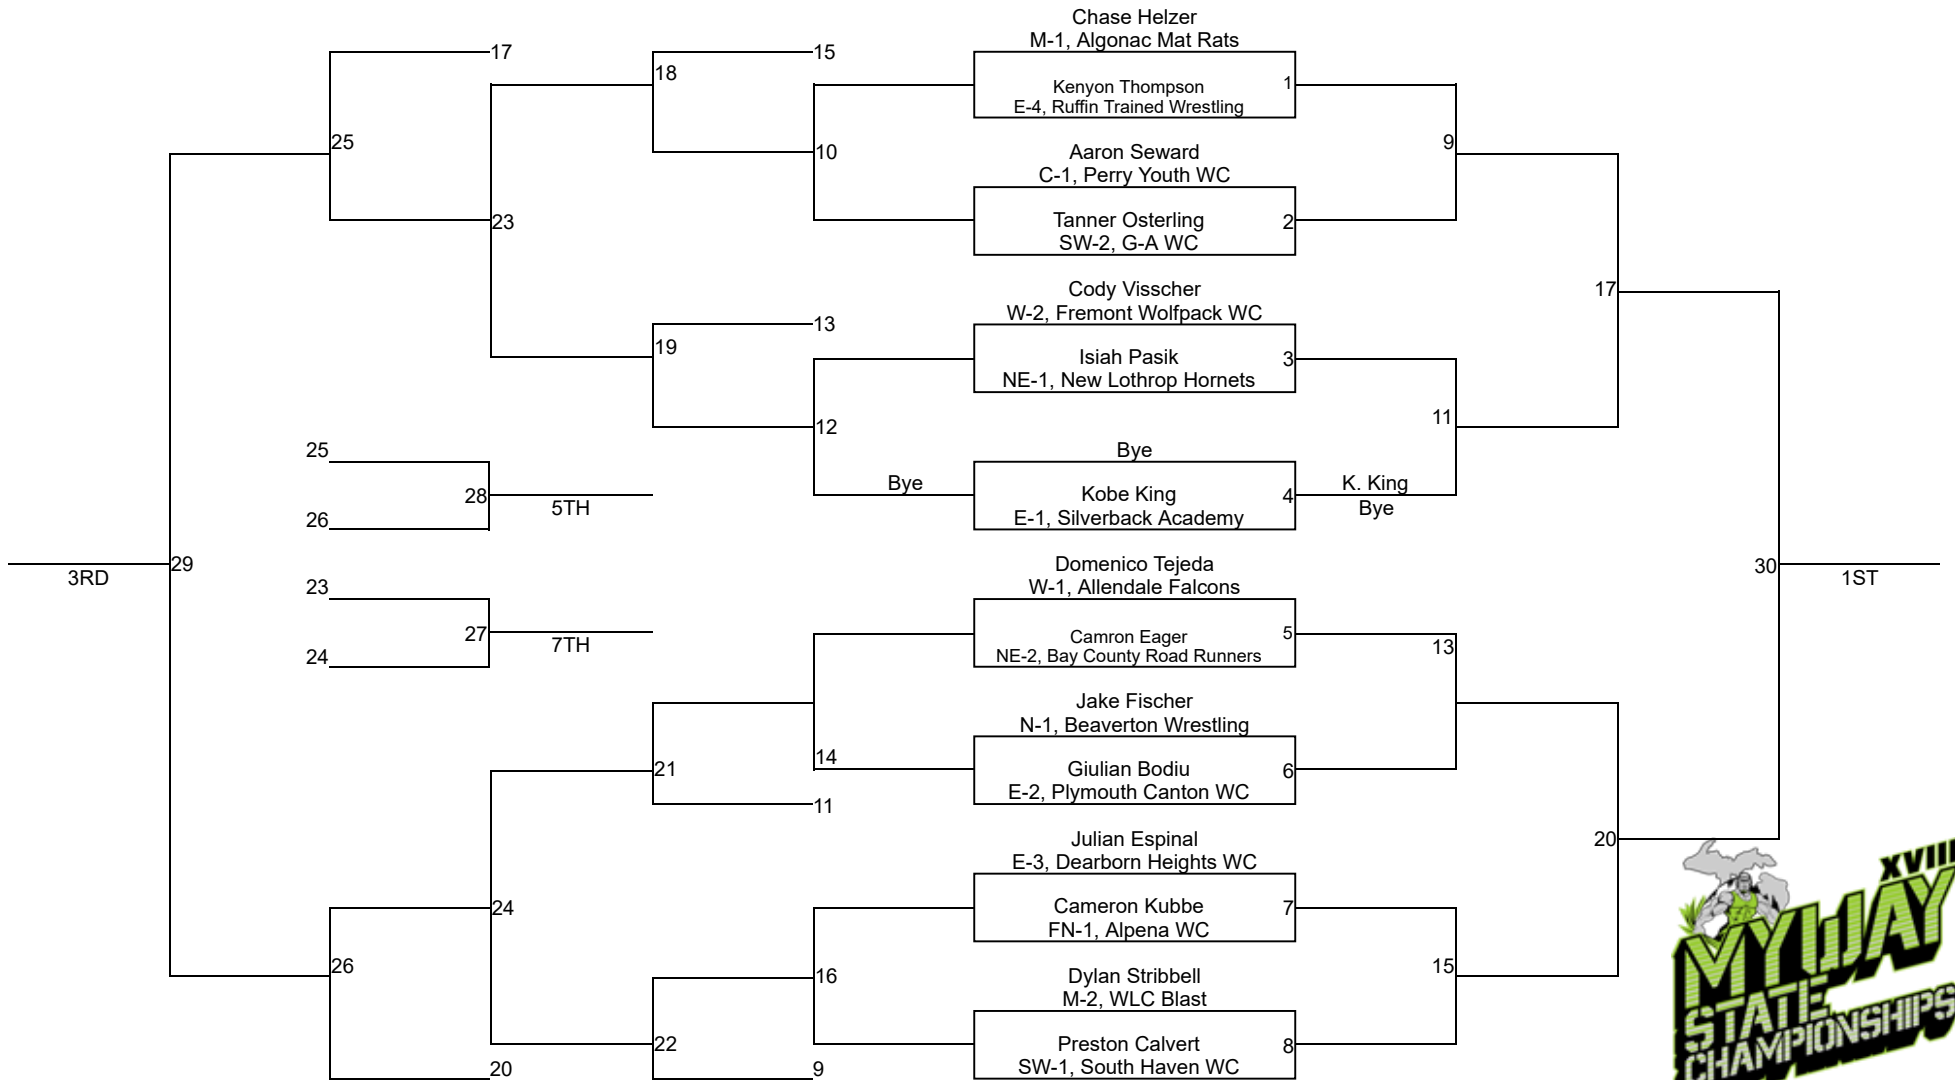 Chase Helzer
M-1, Algonac Mat Rats
17
15
18
Kenyon Thompson
1
E-4, Ruffin Trained Wrestling
25
10
Aaron Seward
9
C-1, Perry Youth WC
23
Tanner Osterling
2
SW-2, G-A WC
Cody Visscher
17
W-2, Fremont Wolfpack WC
13
19
Isiah Pasik
3
NE-1, New Lothrop Hornets
12
11
25
Bye
Bye
K. King
28
Kobe King
4
5TH
Bye
26
E-1, Silverback Academy
29
3RD
Domenico Tejeda
30
1ST
23
W-1, Allendale Falcons
27
7TH
Camron Eager
5
24
NE-2, Bay County Road Runners
13
Jake Fischer
N-1, Beaverton Wrestling
14
21
Giulian Bodiu
6
E-2, Plymouth Canton WC
11
Julian Espinal
20
E-3, Dearborn Heights WC
24
Cameron Kubbe
7
FN-1, Alpena WC
26
16
Dylan Stribbell
15
M-2, WLC Blast
22
Preston Calvert
8
SW-1, South Haven WC
20
9
XVIII
MYWAY
STATE
CHAMPIONSHIPS